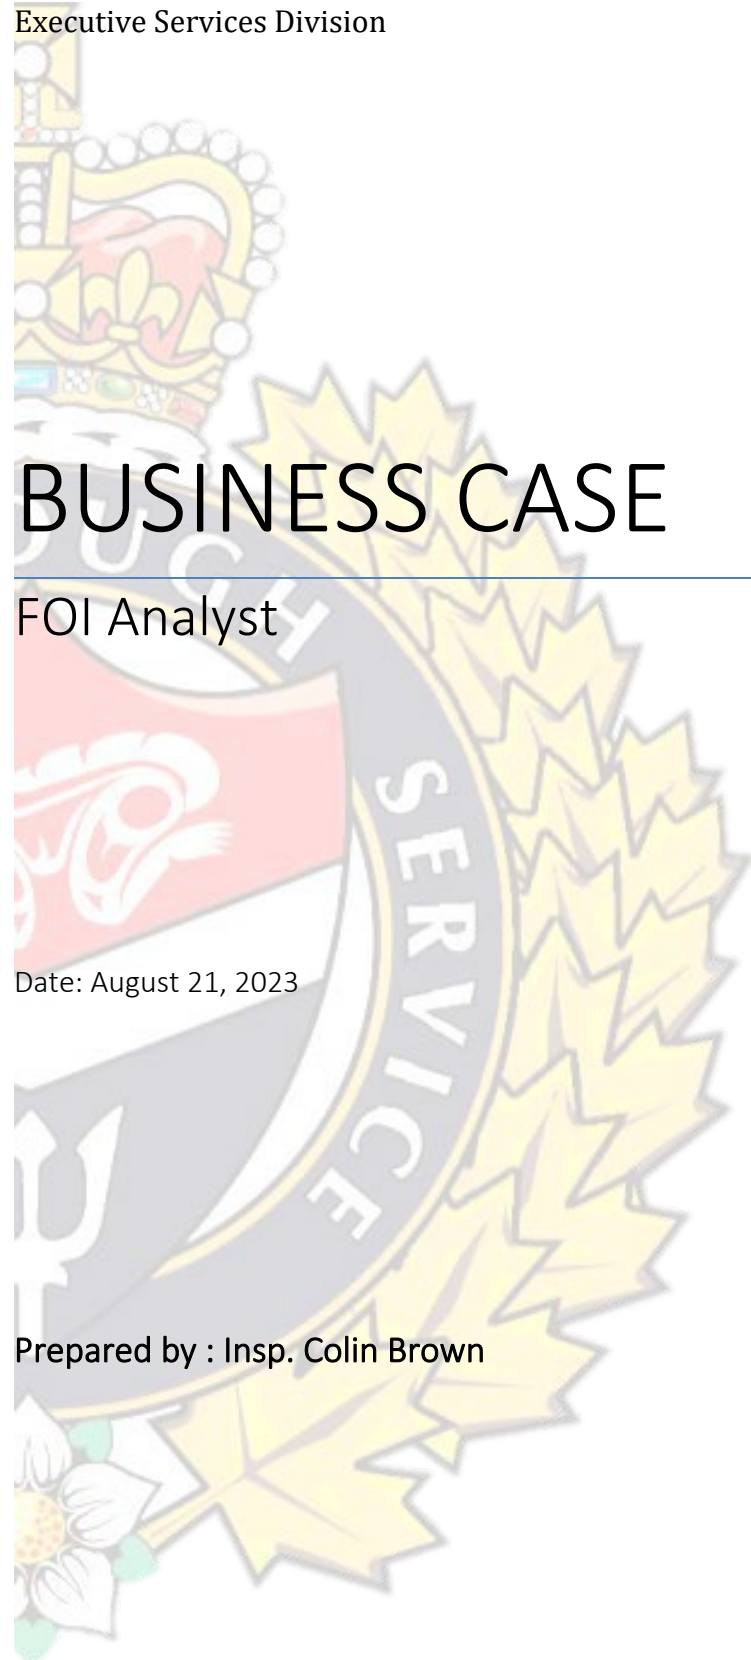 Executive Services Division
BUSINESS CASE
FOI Analyst
SERVICE
Date: August 21, 2023
Prepared by : Insp. Colin Brown